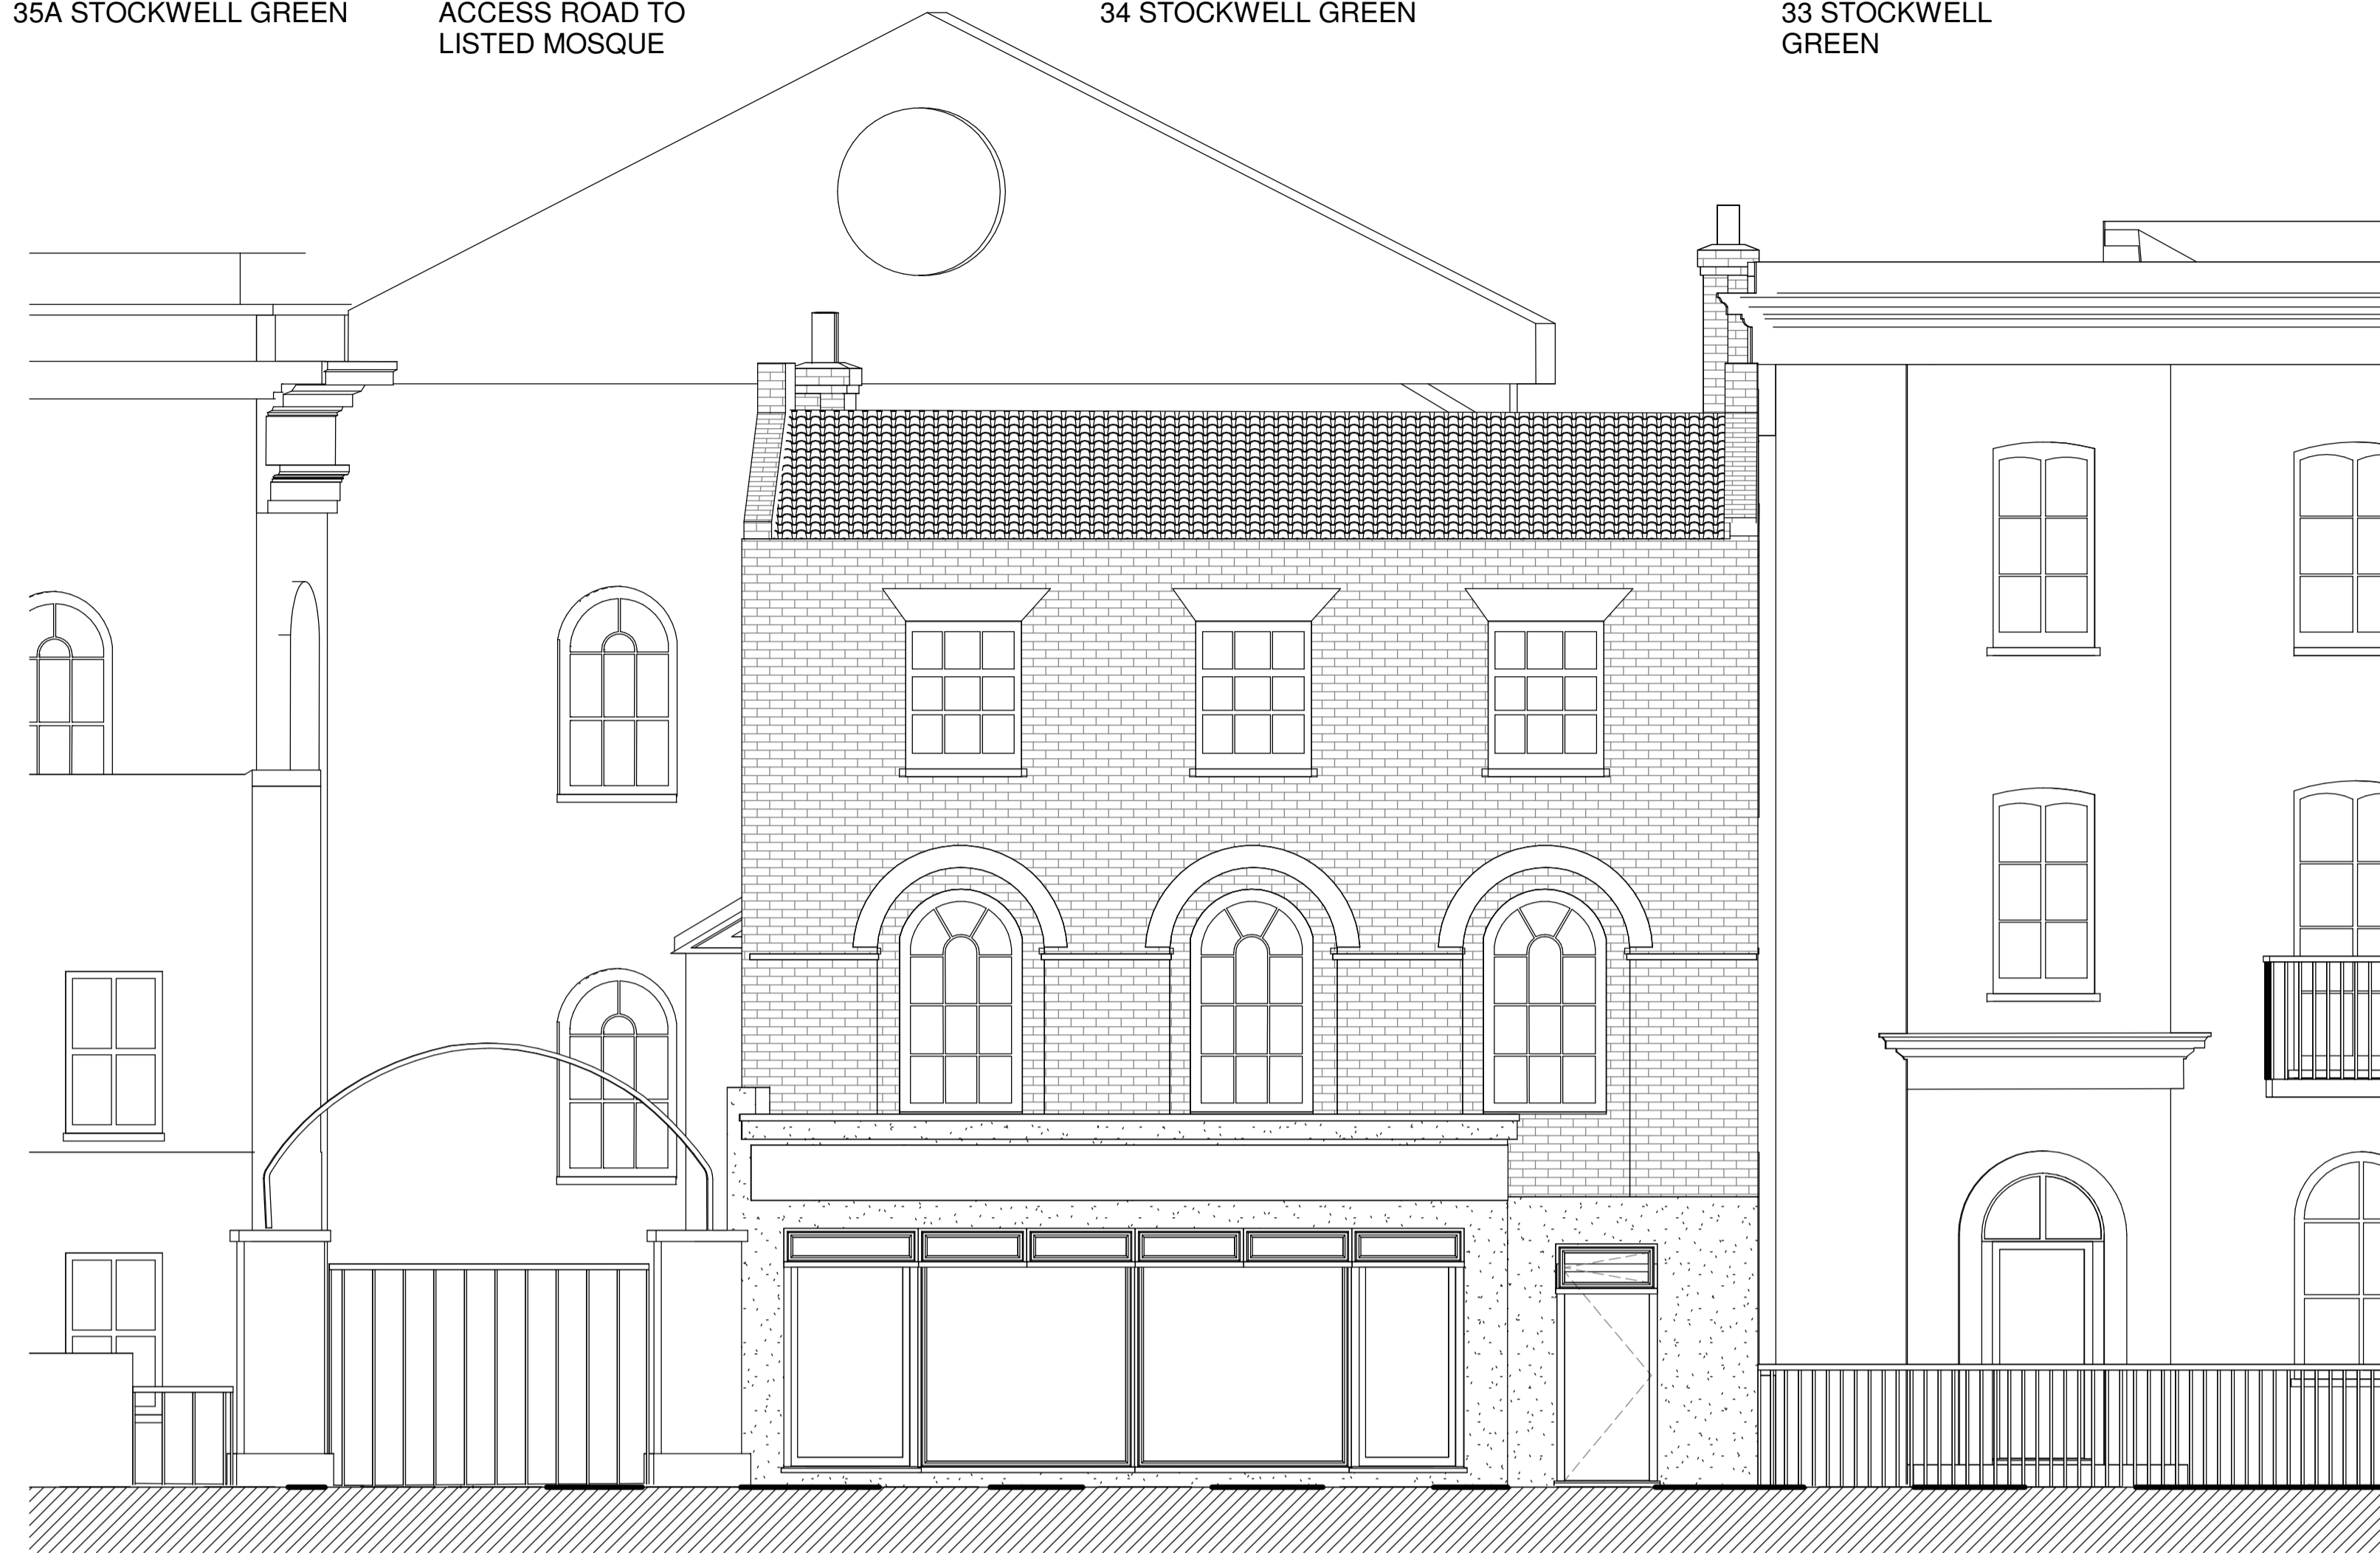 35A STOCKWELL GREEN
ACCESS ROAD TO
LISTED MOSQUE
34 STOCKWELL GREEN
33 STOCKWELL
GREEN